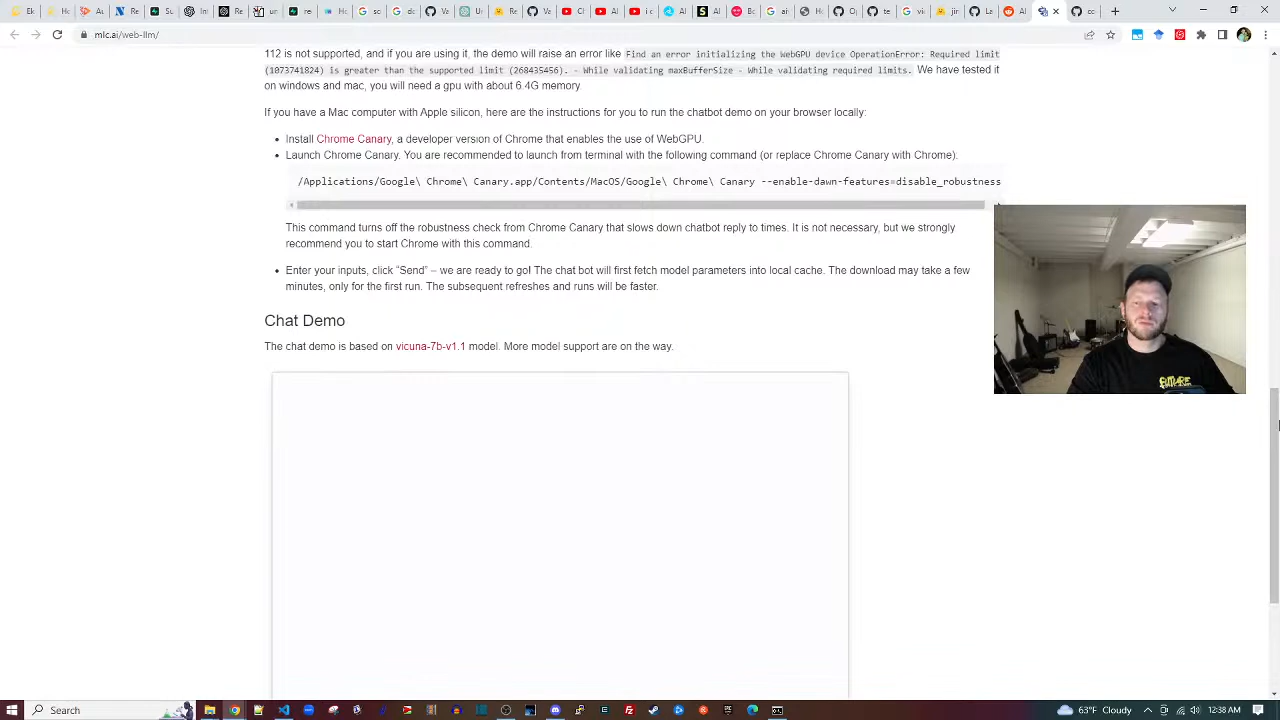 mlc.ai/web-llm/
112 is not supported, and if you are using it, the demo will raise an error like Find an error initializing the WebGPU device OperationError: Required limit
(1073741824) is greater than the supported limit (268435456). - While validating maxBufferSize - While validating required limits. We have tested it
on windows and mac, you will need a gpu with about 6.4G memory.
If you have a Mac computer with Apple silicon, here are the instructions for you to run the chatbot demo on your browser locally:
Install Chrome Canary, a developer version of Chrome that enables the use of WebGPU.
Launch Chrome Canary. You are recommended to launch from terminal with the following command (or replace Chrome Canary with Chrome).
/Applications/Google\ Chrome\ Canary.app/Contents/MacOS/Google\ Chrome\ Canary --enable-dawn-features=disable_robustness
This command turns off the robustness check from Chrome Canary that slows down chatbot reply to times. It is not necessary, but we strongly
recommend you to start Chrome with this command.
Enter your inputs, click “Send” – we are ready to go! The chat bot will first fetch model parameters into local cache. The download may take a few
minutes, only for the first run. The subsequent refreshes and runs will be faster.
Chat Demo
The chat demo is based on vicuna-7b-v1.1 model. More model support are on the way.
Search
63°F Cloudy
12:38 AM